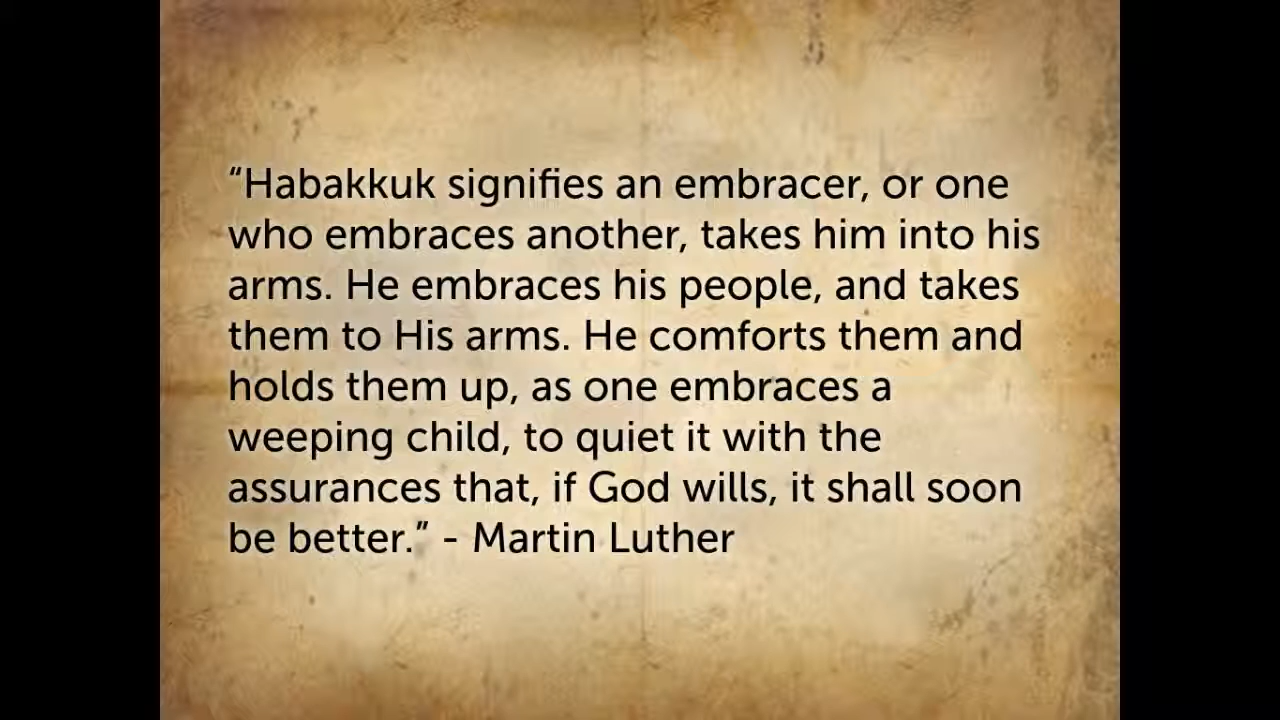 “Habakkuk signifies an embracer, or one
who embraces another, takes him into his
arms. He embraces his people, and takes
them to His arms. He comforts them and
holds them up, as one embraces a
weeping child, to quiet it with the
assurances that, if God wills, it shall soon
be better.” - Martin Luther